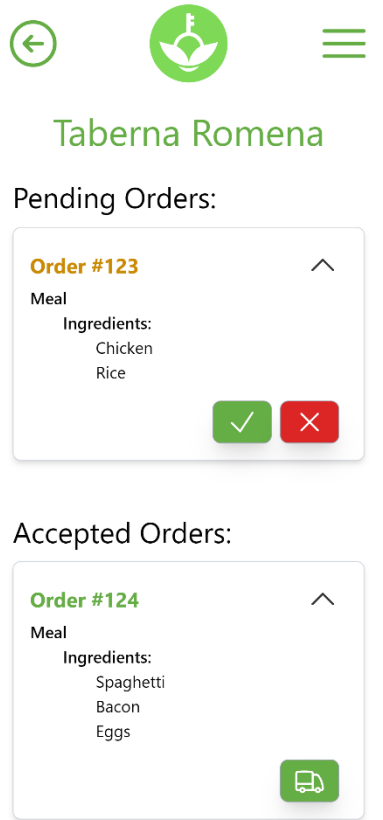 Taberna Romena
Pending Orders:
Order #123
Meal
Ingredients:
Chicken
Rice
Accepted Orders:
Order #124
Meal
Ingredients:
Spaghetti
Bacon
Eggs